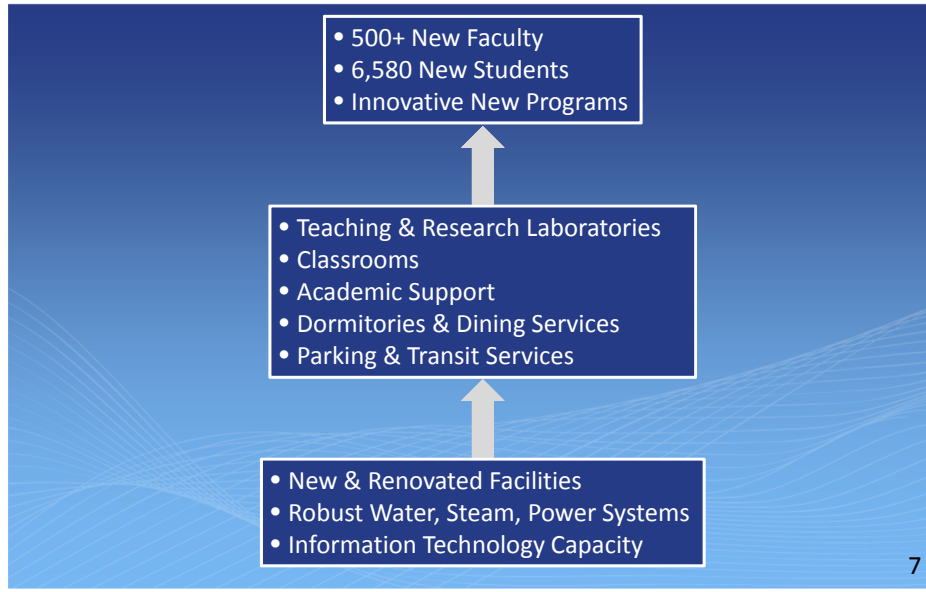 • 500+ New Faculty
• 6,580 New Students
• Innovative New Programs
• Teaching & Research Laboratories
• Classrooms
• Academic Support
• Dormitories & Dining Services
• Parking & Transit Services
• New & Renovated Facilities
• Robust Water, Steam, Power Systems
• Information Technology Capacity
7